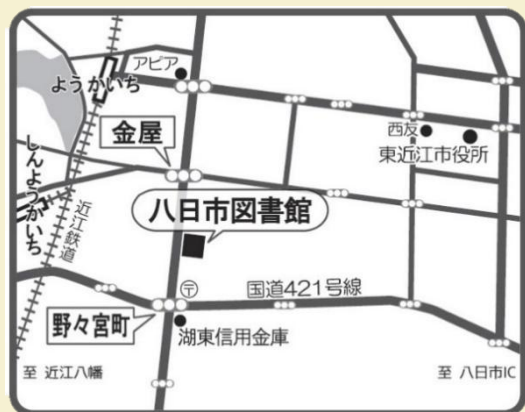 アピア
ようかいち
金屋
西友
東近江市役所
しんようかいち
近江鉄道
八日市図書館
〒
国道421号線
野々宮町
湖東信用金庫
至 近江八幡
至 八日市IC